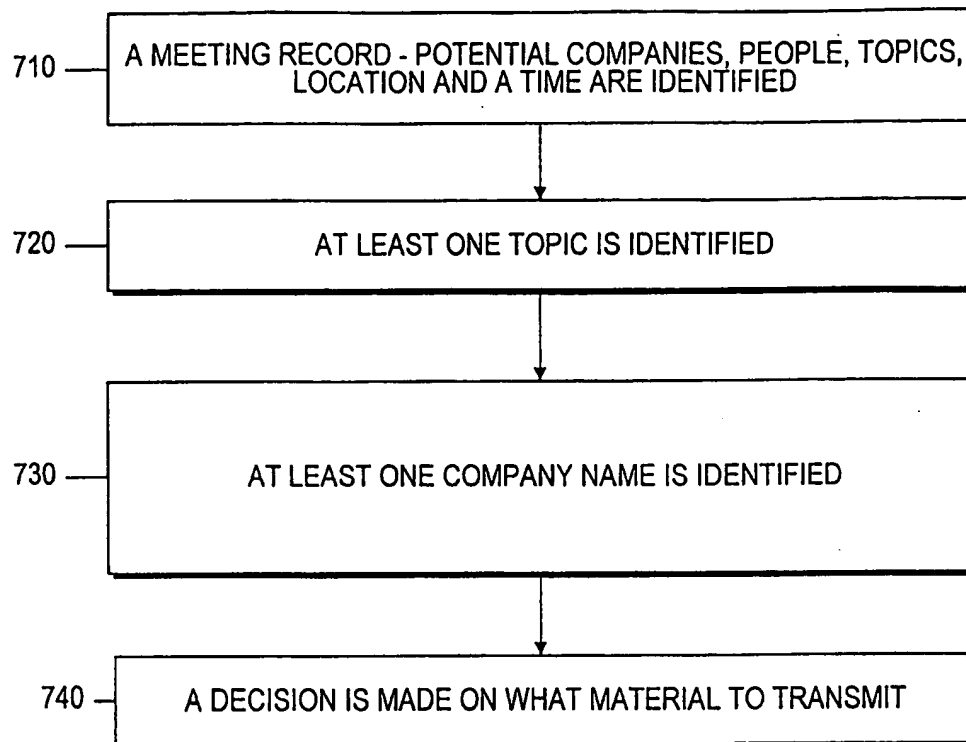 710
A MEETING RECORD - POTENTIAL COMPANIES, PEOPLE, TOPICS,
LOCATION AND A TIME ARE IDENTIFIED
720
AT LEAST ONE TOPIC IS IDENTIFIED
730
AT LEAST ONE COMPANY NAME IS IDENTIFIED
740
A DECISION IS MADE ON WHAT MATERIAL TO TRANSMIT